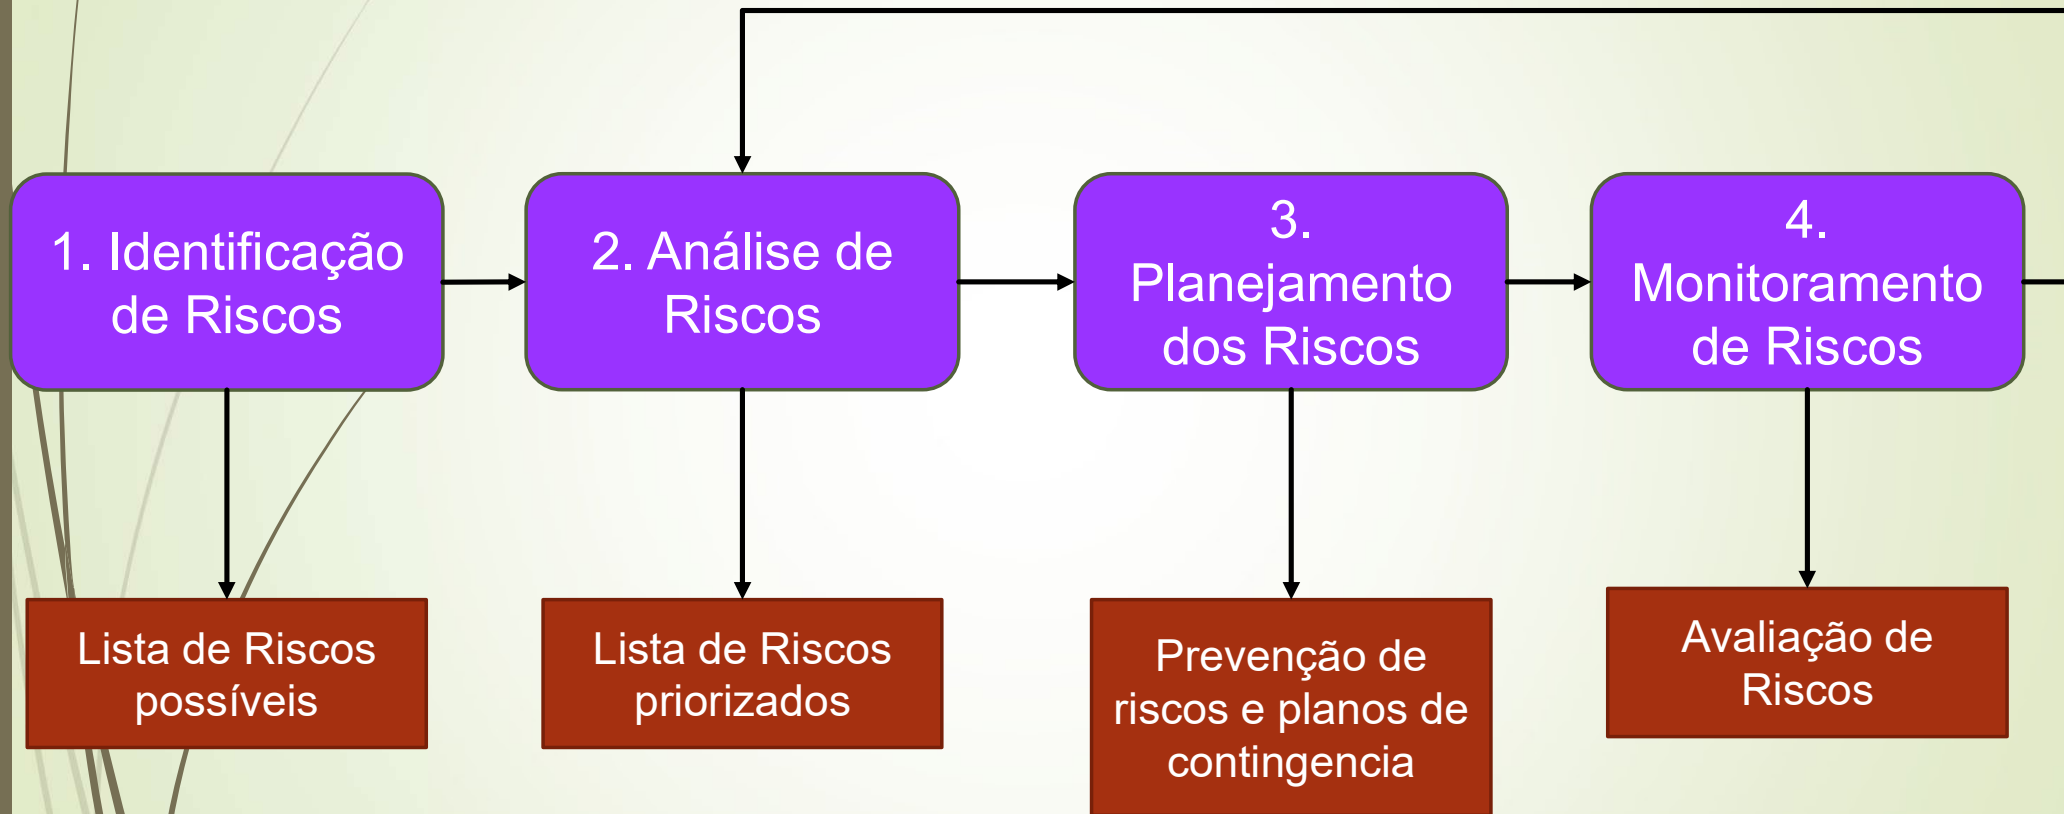 1. Identificação
de Riscos
2. Análise de
Riscos
3.
Planejamento
dos Riscos
4.
Monitoramento
de Riscos
Lista de Riscos
possíveis
Lista de Riscos
priorizados
Prevenção de
riscos e planos de
contingencia
Avaliação de
Riscos